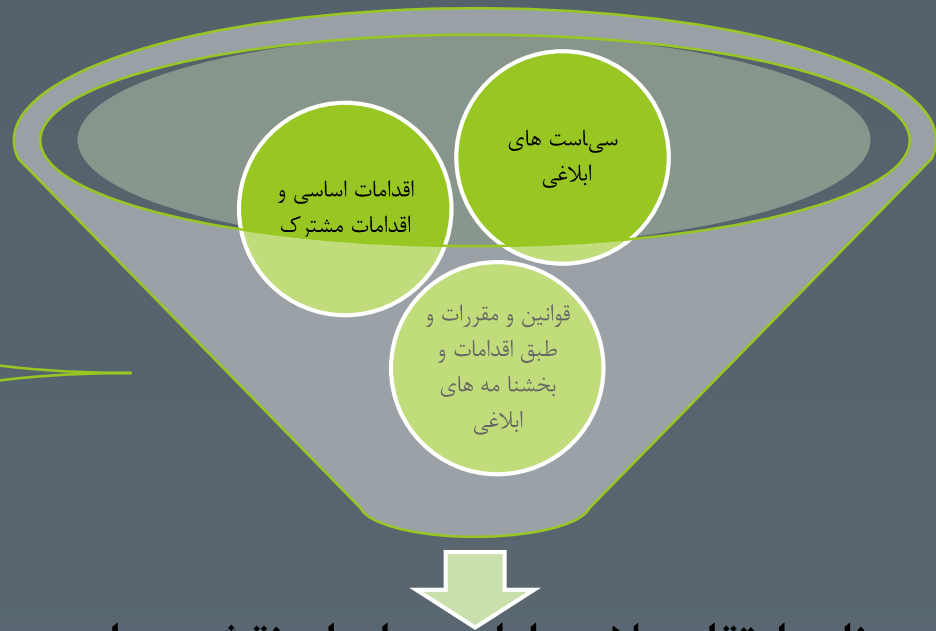 سیاست های
ابلاغی
اقدامات اساسی و
اقدامات مشترک
قوانین و مقررات و
طبق اقدامات و
بخشنا مه های
ابلاغی